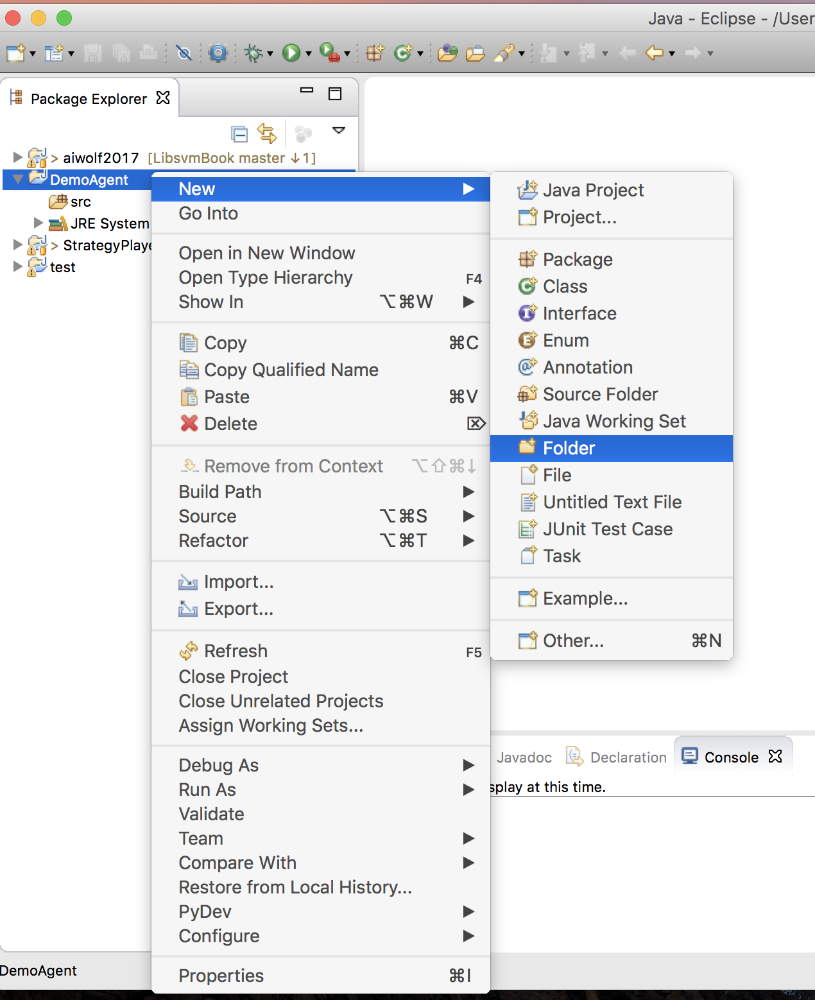 Java - Eclipse - /User
Package Explorer
> aiwolf2017 [LibsvmBook master ↓1]
DemoAgent
src
JRE System
> StrategyPlaye
test
New
Go Into
Open in New Window
Open Type Hierarchy F4
Show In ⌥⌘W
Copy ⌘C
Copy Qualified Name
Paste ⌘V
Delete ⌦
Remove from Context ⌥⇧⌘↓
Build Path
Source ⌥⌘S
Refactor ⌥⌘T
Import...
Export...
Refresh F5
Close Project
Close Unrelated Projects
Assign Working Sets...
Debug As
Run As
Validate
Team
Compare With
Restore from Local History...
PyDev
Configure
Properties ⌘I
Java Project
Project...
Package
Class
Interface
Enum
Annotation
Source Folder
Java Working Set
Folder
File
Untitled Text File
JUnit Test Case
Task
Example...
Other... ⌘N
Javadoc Declaration Console
splay at this time.
DemoAgent